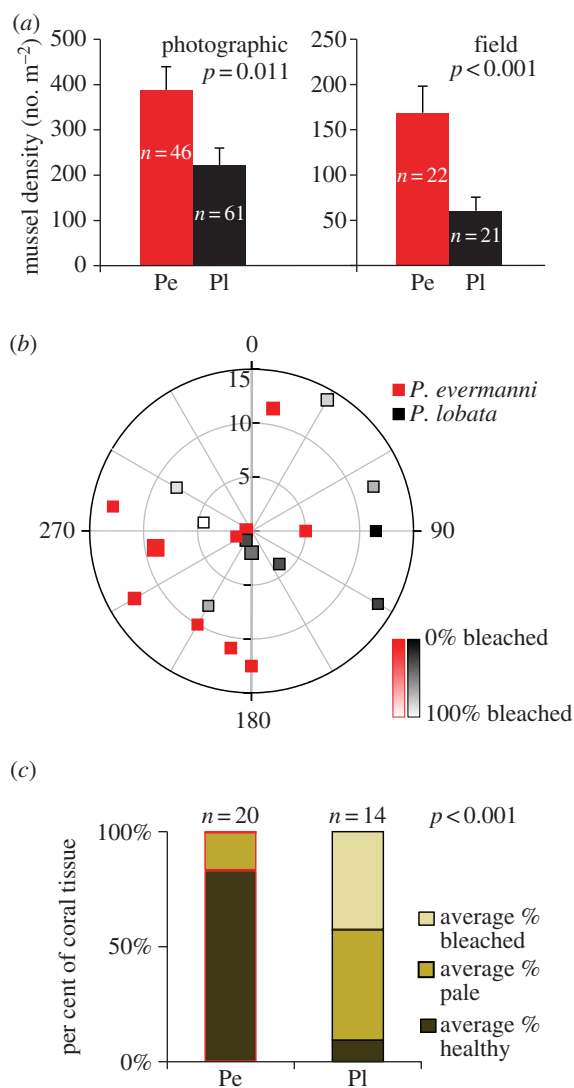 (a)
mussel density (no. m−2)
500
400
300
200
100
0
photographic
p = 0.011
n = 46
n = 61
Pe
Pl
250
200
150
100
50
field
p < 0.001
n = 22
n = 21
Pe
Pl
(b)
0
15
10
5
270
90
180
P. evermanni
P. lobata
0% bleached
100% bleached
(c)
n = 20
n = 14
p < 0.001
per cent of coral tissue
100%
50%
0%
Pe
Pl
average %
bleached
average %
pale
average %
healthy